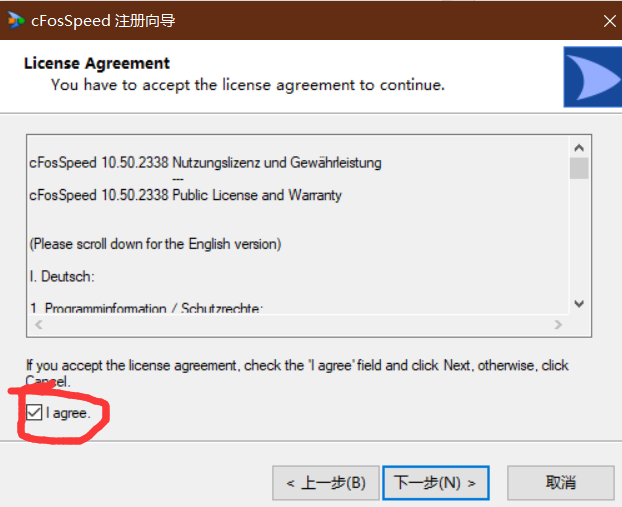 cFosSpeed 注册向导
License Agreement
You have to accept the license agreement to continue.
cFosSpeed 10.50.2338 Nutzungslizenz und Gewährleistung
---
cFosSpeed 10.50.2338 Public License and Warranty
(Please scroll down for the English version)
I. Deutsch:
1. Programminformation / Schutzrechte:
If you accept the license agreement, check the 'I agree' field and click Next, otherwise, click
Cancel.
I agree.
< 上一步(B) 下一步(N) > 取消